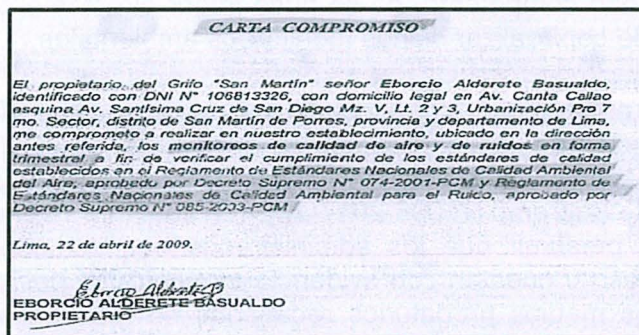 CARTA COMPROMISO
El propietario del Grifo "San Martín" señor Eborcio Alderete Basualdo,
identificado con DNI N° 106813326, con domicilio legal en Av. Canta Callao
esquina Av. Santísima Cruz de San Diego Mz. V, Lt. 2 y 3, Urbanización Pro 7
mo. Sector, distrito de San Martín de Porres, provincia y departamento de Lima,
me comprometo a realizar en nuestro establecimiento, ubicado en la dirección
antes referida, los monitoreos de calidad de aire y de ruidos en forma
trimestral a fin de verificar el cumplimiento de los estándares de calidad
establecidos en el Reglamento de Estándares Nacionales de Calidad Ambiental
del Aire, aprobado por Decreto Supremo N° 074-2001-PCM y Reglamento de
Estándares Nacionales de Calidad Ambiental para el Ruido, aprobado por
Decreto Supremo N° 085-2003-PCM
Lima, 22 de abril de 2009.
EBORCIO ALDERETE BASUALDO
PROPIETARIO